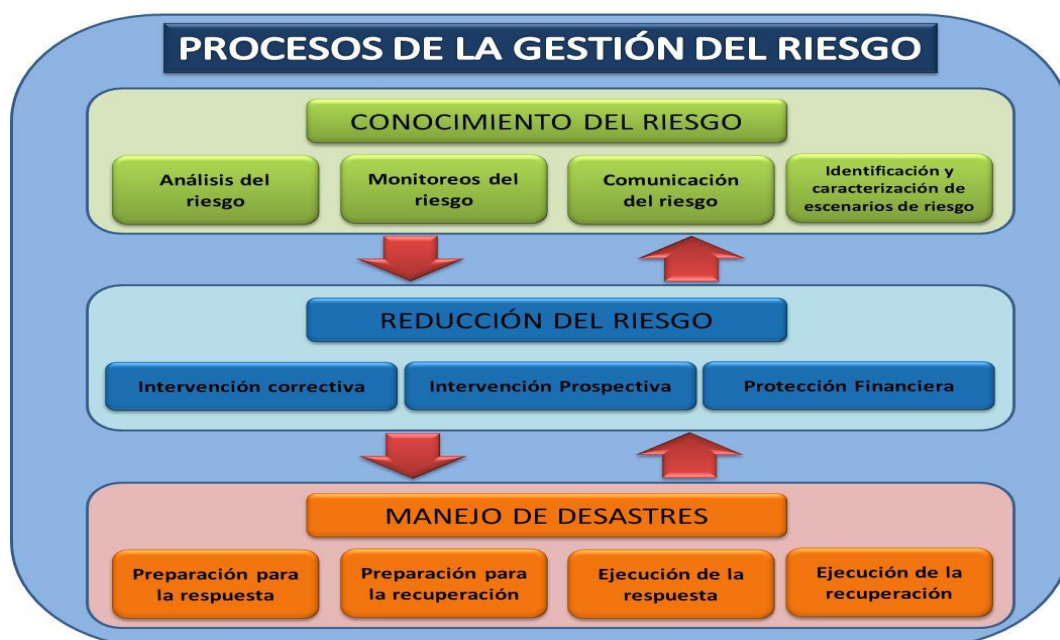 PROCESOS DE LA GESTIÓN DEL RIESGO
CONOCIMIENTO DEL RIESGO
Análisis del
riesgo
Monitoreos del
riesgo
Comunicación
del riesgo
Identificación y
caracterización de
escenarios de riesgo
REDUCCIÓN DEL RIESGO
Intervención correctiva
Intervención Prospectiva
Protección Financiera
MANEJO DE DESASTRES
Preparación para
la respuesta
Preparación para
la recuperación
Ejecución de la
respuesta
Ejecución de la
recuperación